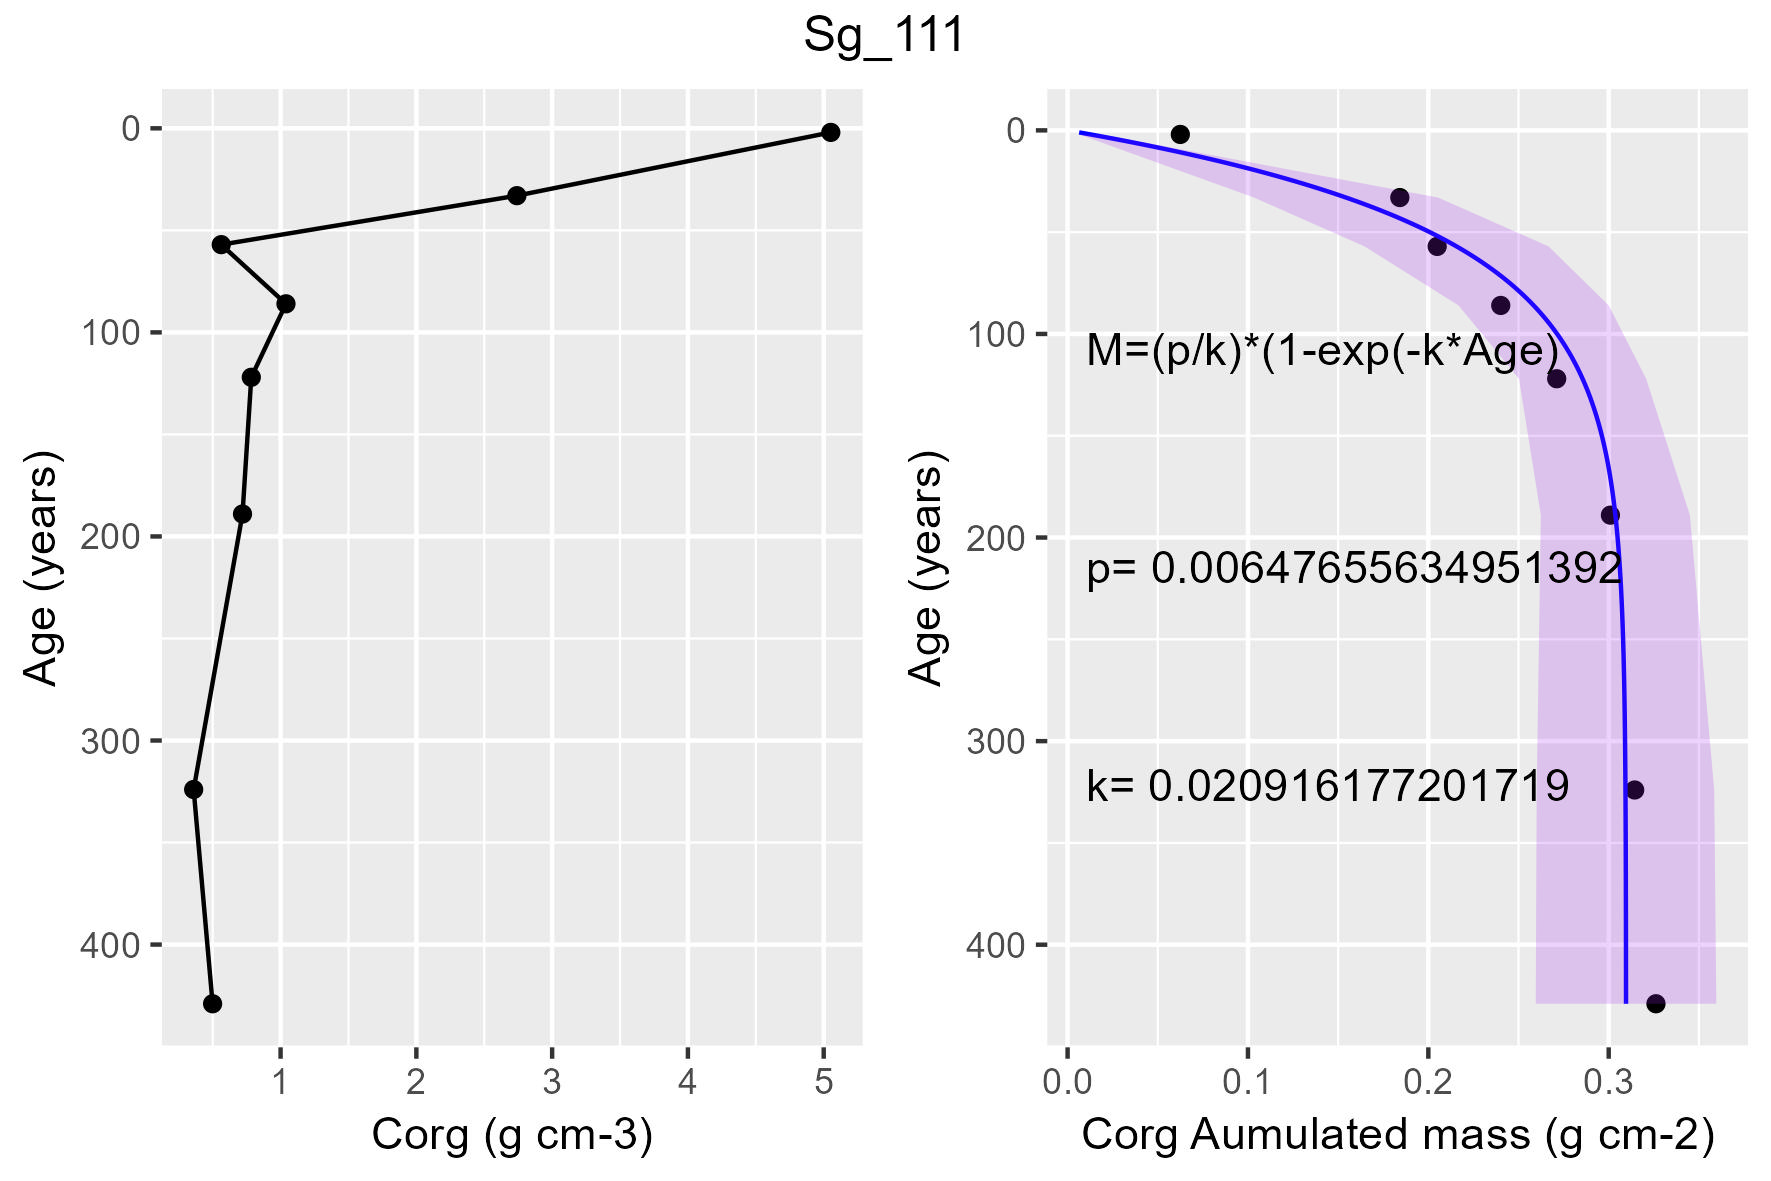 Sg_111
Age (years)
0
100
200
300
400
1
2
3
4
5
Corg (g cm-3)
Age (years)
0
100
200
300
400
M=(p/k)*(1-exp(-k*Age)
p= 0.00647655634951392
k= 0.020916177201719
0.0
0.1
0.2
0.3
Corg Aumulated mass (g cm-2)